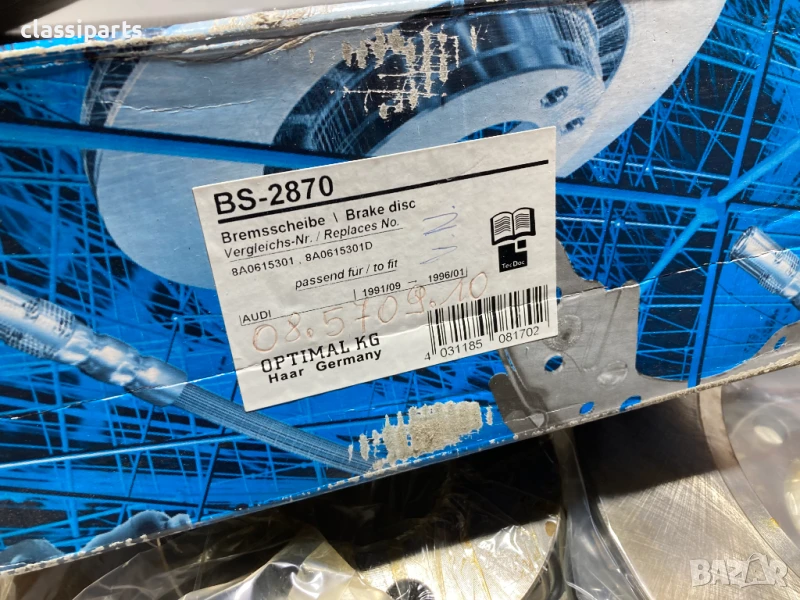 classiparts
BS-2870
Bremsscheibe \ Brake disc
Vergleichs-Nr. / Replaces No.
8A0615301 , 8A0615301D
passend fur / to fit
AUDI
1991/09 → 1996/01
08.5709.10
OPTIMAL KG
Haar Germany
TecDoc
4 031185 081702
BAZAR